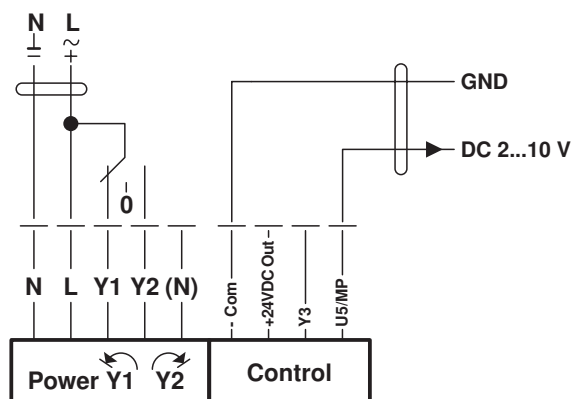 N L
GND
DC 2...10 V
0
N L Y1 Y2 (N)
- Com
+24VDC Out
Y3
U5/MP
Power Y1 Y2
Control